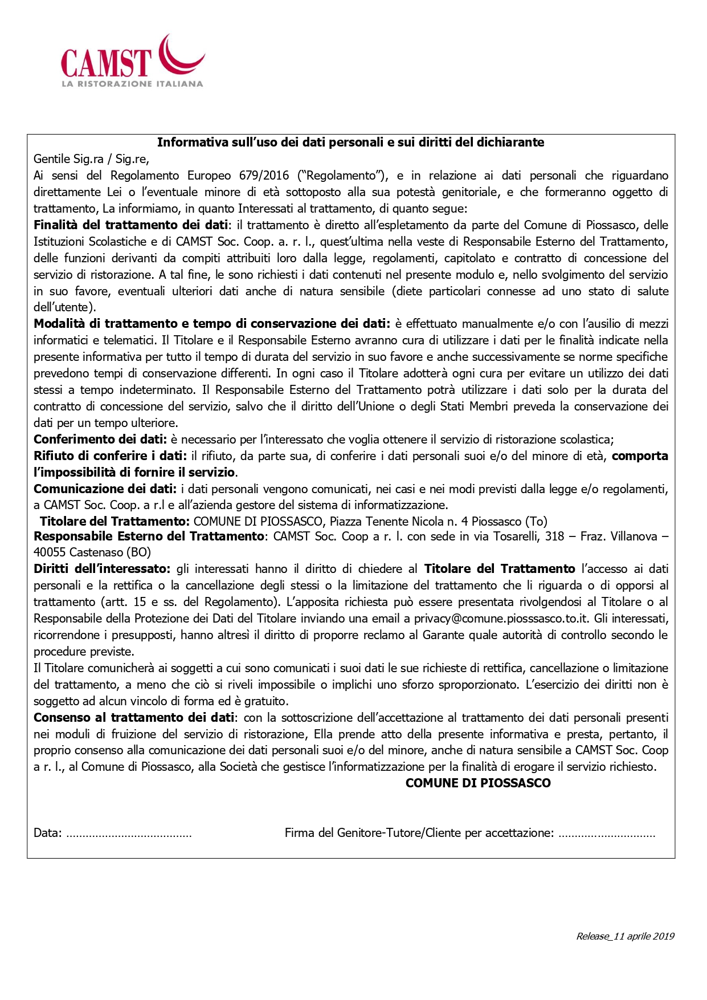 CAMST
LA RISTORAZIONE ITALIANA
Informativa sull’uso dei dati personali e sui diritti del dichiarante
Gentile Sig.ra / Sig.re,
Ai sensi del Regolamento Europeo 679/2016 (“Regolamento”), e in relazione ai dati personali che riguardano
direttamente Lei o l’eventuale minore di età sottoposto alla sua potestà genitoriale, e che formeranno oggetto di
trattamento, La informiamo, in quanto Interessati al trattamento, di quanto segue:
Finalità del trattamento dei dati: il trattamento è diretto all’espletamento da parte del Comune di Piossasco, delle
Istituzioni Scolastiche e di CAMST Soc. Coop. a. r. l., quest’ultima nella veste di Responsabile Esterno del Trattamento,
delle funzioni derivanti da compiti attribuiti loro dalla legge, regolamenti, capitolato e contratto di concessione del
servizio di ristorazione. A tal fine, le sono richiesti i dati contenuti nel presente modulo e, nello svolgimento del servizio
in suo favore, eventuali ulteriori dati anche di natura sensibile (diete particolari connesse ad uno stato di salute
dell’utente).
Modalità di trattamento e tempo di conservazione dei dati: è effettuato manualmente e/o con l’ausilio di mezzi
informatici e telematici. Il Titolare e il Responsabile Esterno avranno cura di utilizzare i dati per le finalità indicate nella
presente informativa per tutto il tempo di durata del servizio in suo favore e anche successivamente se norme specifiche
prevedono tempi di conservazione differenti. In ogni caso il Titolare adotterà ogni cura per evitare un utilizzo dei dati
stessi a tempo indeterminato. Il Responsabile Esterno del Trattamento potrà utilizzare i dati solo per la durata del
contratto di concessione del servizio, salvo che il diritto dell’Unione o degli Stati Membri preveda la conservazione dei
dati per un tempo ulteriore.
Conferimento dei dati: è necessario per l’interessato che voglia ottenere il servizio di ristorazione scolastica;
Rifiuto di conferire i dati: il rifiuto, da parte sua, di conferire i dati personali suoi e/o del minore di età, comporta
l’impossibilità di fornire il servizio.
Comunicazione dei dati: i dati personali vengono comunicati, nei casi e nei modi previsti dalla legge e/o regolamenti,
a CAMST Soc. Coop. a r.l e all’azienda gestore del sistema di informatizzazione.
Titolare del Trattamento: COMUNE DI PIOSSASCO, Piazza Tenente Nicola n. 4 Piossasco (To)
Responsabile Esterno del Trattamento: CAMST Soc. Coop a r. l. con sede in via Tosarelli, 318 – Fraz. Villanova –
40055 Castenaso (BO)
Diritti dell’interessato: gli interessati hanno il diritto di chiedere al Titolare del Trattamento l’accesso ai dati
personali e la rettifica o la cancellazione degli stessi o la limitazione del trattamento che li riguarda o di opporsi al
trattamento (artt. 15 e ss. del Regolamento). L’apposita richiesta può essere presentata rivolgendosi al Titolare o al
Responsabile della Protezione dei Dati del Titolare inviando una email a privacy@comune.piosssasco.to.it. Gli interessati,
ricorrendone i presupposti, hanno altresì il diritto di proporre reclamo al Garante quale autorità di controllo secondo le
procedure previste.
Il Titolare comunicherà ai soggetti a cui sono comunicati i suoi dati le sue richieste di rettifica, cancellazione o limitazione
del trattamento, a meno che ciò si riveli impossibile o implichi uno sforzo sproporzionato. L’esercizio dei diritti non è
soggetto ad alcun vincolo di forma ed è gratuito.
Consenso al trattamento dei dati: con la sottoscrizione dell’accettazione al trattamento dei dati personali presenti
nei moduli di fruizione del servizio di ristorazione, Ella prende atto della presente informativa e presta, pertanto, il
proprio consenso alla comunicazione dei dati personali suoi e/o del minore, anche di natura sensibile a CAMST Soc. Coop
a r. l., al Comune di Piossasco, alla Società che gestisce l’informatizzazione per la finalità di erogare il servizio richiesto.
COMUNE DI PIOSSASCO
Data: ………………………………… Firma del Genitore-Tutore/Cliente per accettazione: …………………………
Release_11 aprile 2019